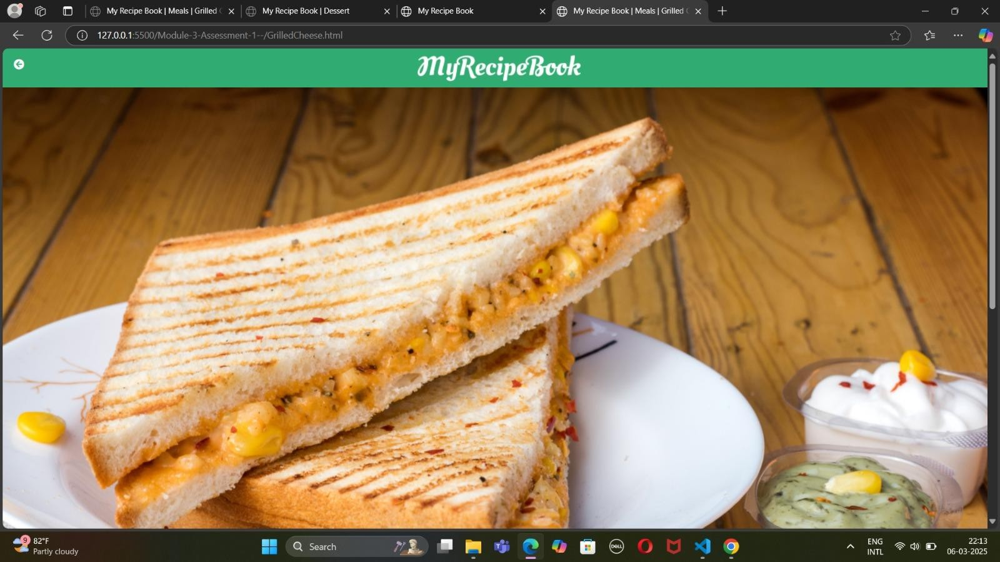 My Recipe Book | Meals | Grilled C
My Recipe Book | Dessert
My Recipe Book
My Recipe Book | Meals | Grilled C
127.0.0.1:5500/Module-3-Assessment-1--/GrilledCheese.html
MyRecipeBook
9
82°F
Partly cloudy
Search
DELL
ENG
INTL
22:13
06-03-2025